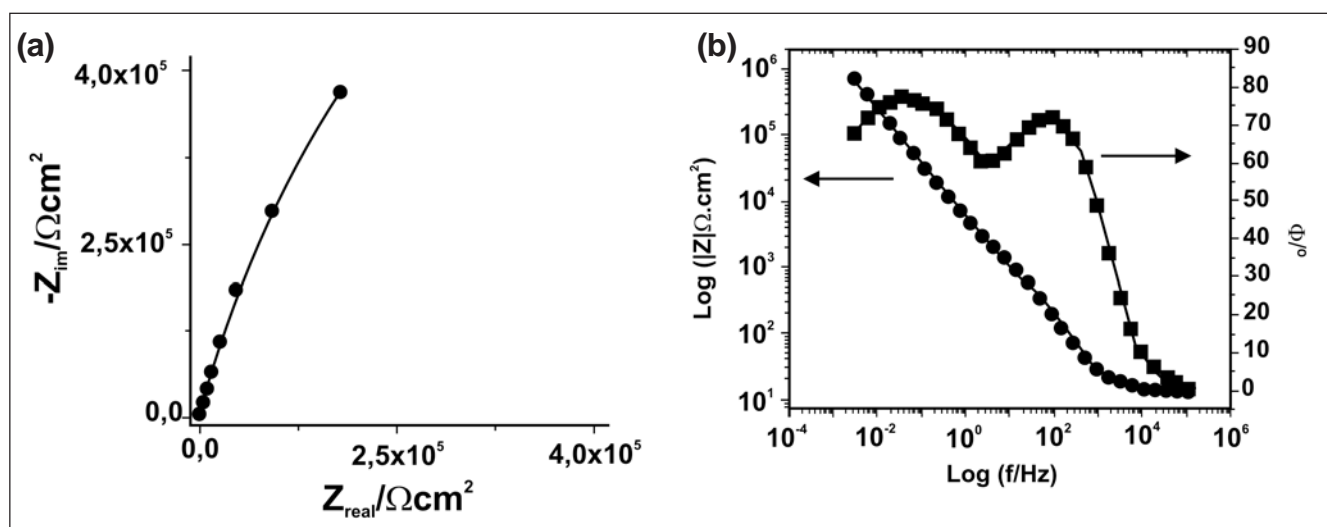 (a)
4,0x10⁵
2,5x10⁵
0,0
-Z_im/Ωcm²
0,0
2,5x10⁵
4,0x10⁵
Z_real/Ωcm²
(b)
10⁶
10⁵
10⁴
10³
10²
10¹
Log (|Z|Ω.cm²)
90
80
70
60
50
40
30
20
10
0
Φ/º
10⁻⁴
10⁻²
10⁰
10²
10⁴
10⁶
Log (f/Hz)